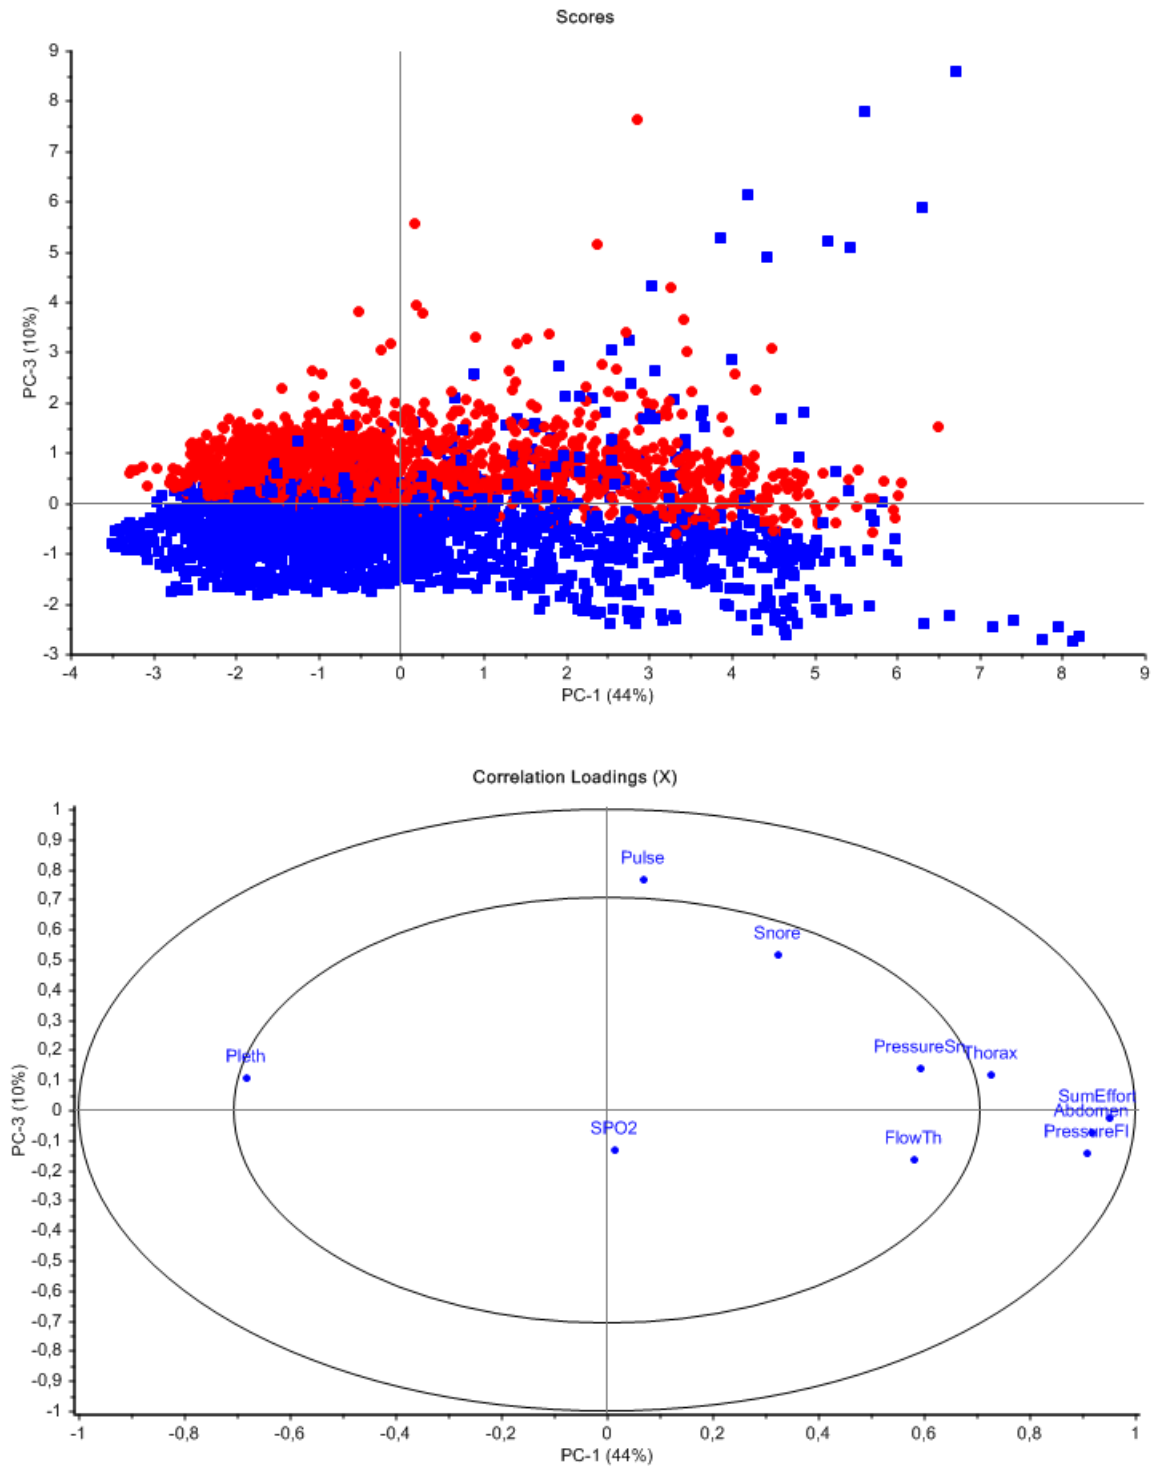 Scores
9
8
7
6
5
4
3
2
1
0
-1
-2
-3
PC-3 (10%)
-4 -3 -2 -1 0 1 2 3 4 5 6 7 8 9
PC-1 (44%)
Correlation Loadings (X)
1
0,9
0,8
0,7
0,6
0,5
0,4
0,3
0,2
0,1
0
-0,1
-0,2
-0,3
-0,4
-0,5
-0,6
-0,7
-0,8
-0,9
-1
PC-3 (10%)
Pulse
Snore
PressureSn
Thorax
Pleth
SumEffort
Abdomen
PressureFl
SPO2
FlowTh
-1 -0,8 -0,6 -0,4 -0,2 0 0,2 0,4 0,6 0,8 1
PC-1 (44%)